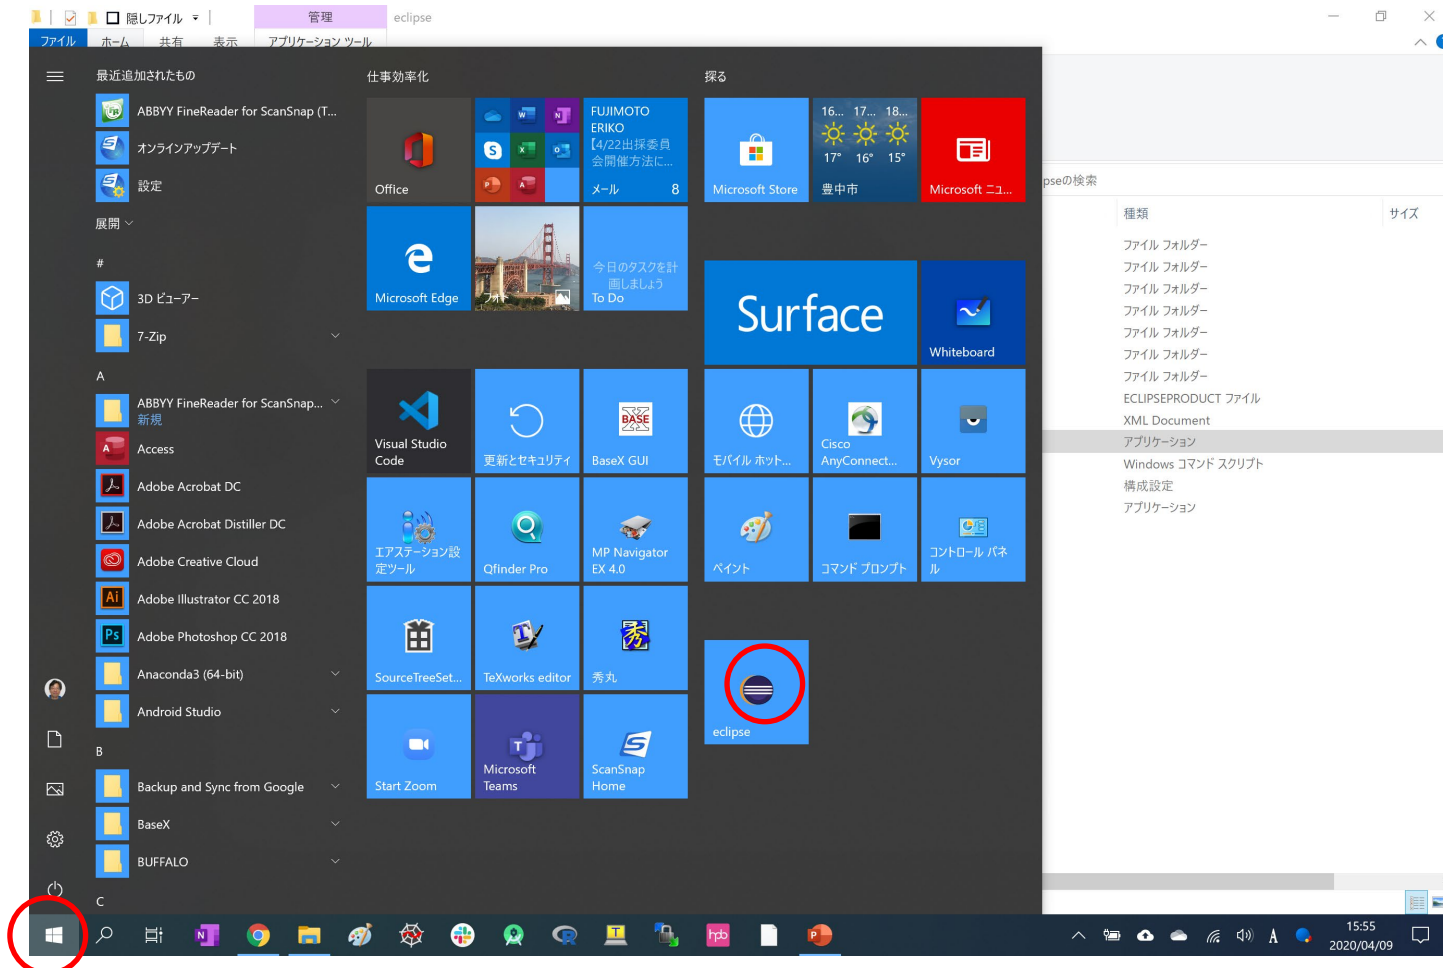 隠しファイル
管理
eclipse
ファイル
ホーム
共有
表示
アプリケーション ツール
最近追加されたもの
ABBYY FineReader for ScanSnap (T...
オンラインアップデート
設定
展開
#
3D ビューアー
7-Zip
A
ABBYY FineReader for ScanSnap...
新規
Access
Adobe Acrobat DC
Adobe Acrobat Distiller DC
Adobe Creative Cloud
Adobe Illustrator CC 2018
Adobe Photoshop CC 2018
Anaconda3 (64-bit)
Android Studio
B
Backup and Sync from Google
BaseX
BUFFALO
C
仕事効率化
Office
FUJIMOTO
ERIKO
【4/22出採委員
会開催方法に...
メール 8
Microsoft Edge
フォト
今日のタスクを計
画しましょう
To Do
Visual Studio
Code
更新とセキュリティ
BASE
BaseX GUI
エアステーション設
定ツール
Qfinder Pro
MP Navigator
EX 4.0
SourceTreeSet...
TeXworks editor
秀
秀丸
Start Zoom
Microsoft
Teams
ScanSnap
Home
探る
Microsoft Store
16... 17... 18...
17° 16° 15°
豊中市
Microsoft ニュ...
Surface
Whiteboard
モバイル ホット...
Cisco
AnyConnect...
Vysor
ペイント
コマンド プロンプト
コントロール パネ
ル
eclipse
pseの検索
種類
サイズ
ファイル フォルダー
ファイル フォルダー
ファイル フォルダー
ファイル フォルダー
ファイル フォルダー
ファイル フォルダー
ファイル フォルダー
ECLIPSEPRODUCT ファイル
XML Document
アプリケーション
Windows コマンド スクリプト
構成設定
アプリケーション
hpb
A
15:55
2020/04/09